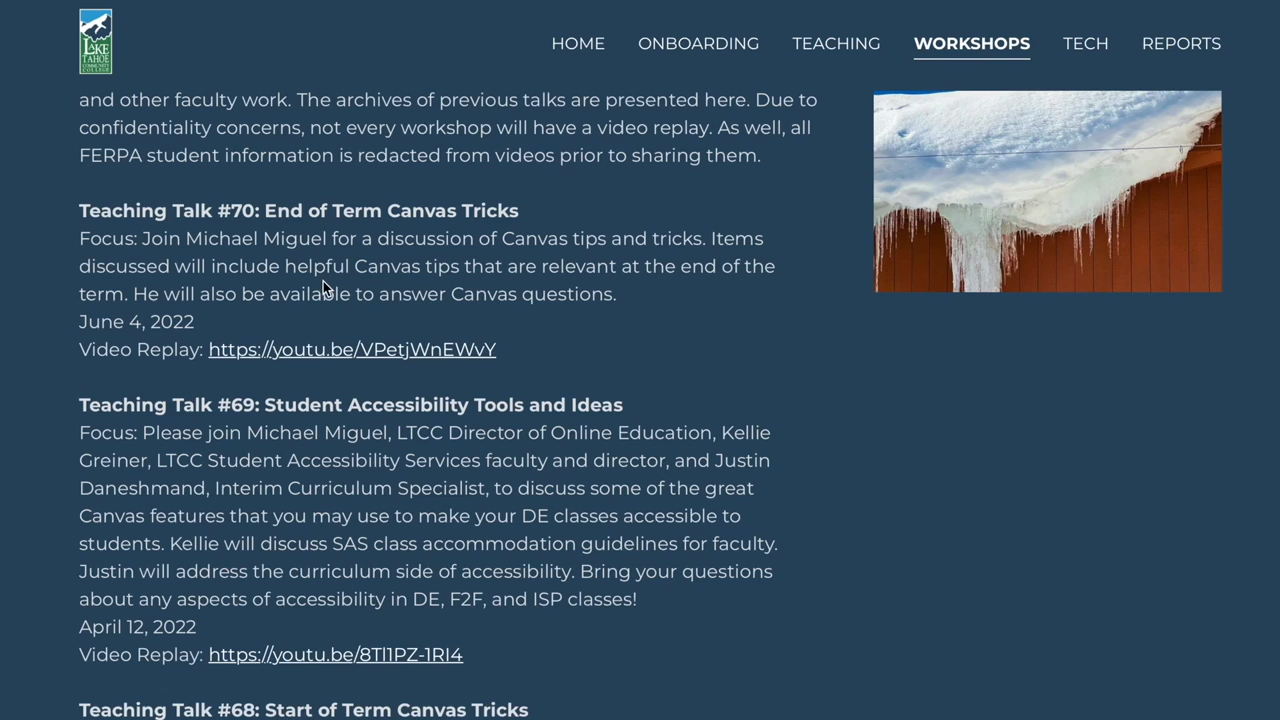 LAKE
TAHOE
COMMUNITY
COLLEGE
HOME
ONBOARDING
TEACHING
WORKSHOPS
TECH
REPORTS
and other faculty work. The archives of previous talks are presented here. Due to
confidentiality concerns, not every workshop will have a video replay. As well, all
FERPA student information is redacted from videos prior to sharing them.
Teaching Talk #70: End of Term Canvas Tricks
Focus: Join Michael Miguel for a discussion of Canvas tips and tricks. Items
discussed will include helpful Canvas tips that are relevant at the end of the
term. He will also be available to answer Canvas questions.
June 4, 2022
Video Replay: https://youtu.be/VPetjWnEWvY
Teaching Talk #69: Student Accessibility Tools and Ideas
Focus: Please join Michael Miguel, LTCC Director of Online Education, Kellie
Greiner, LTCC Student Accessibility Services faculty and director, and Justin
Daneshmand, Interim Curriculum Specialist, to discuss some of the great
Canvas features that you may use to make your DE classes accessible to
students. Kellie will discuss SAS class accommodation guidelines for faculty.
Justin will address the curriculum side of accessibility. Bring your questions
about any aspects of accessibility in DE, F2F, and ISP classes!
April 12, 2022
Video Replay: https://youtu.be/8Tl1PZ-1RI4
Teaching Talk #68: Start of Term Canvas Tricks